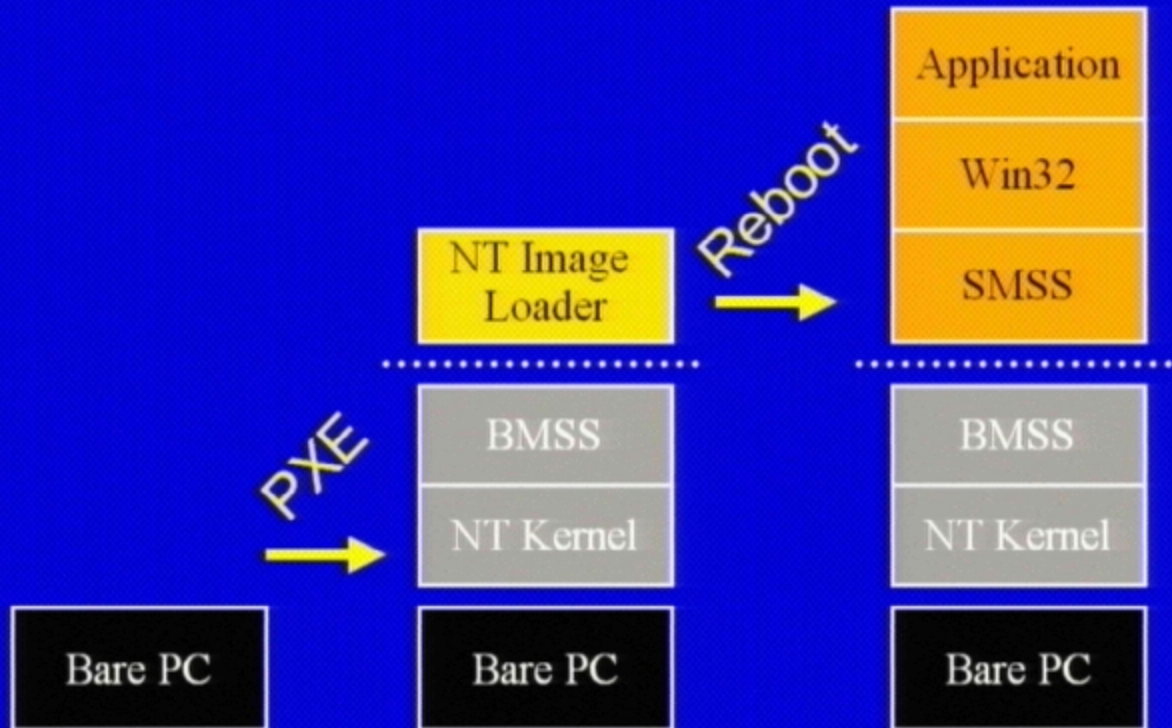 Application
Win32
Reboot
NT Image
Loader
SMSS
PXE
BMSS
BMSS
NT Kernel
NT Kernel
Bare PC
Bare PC
Bare PC